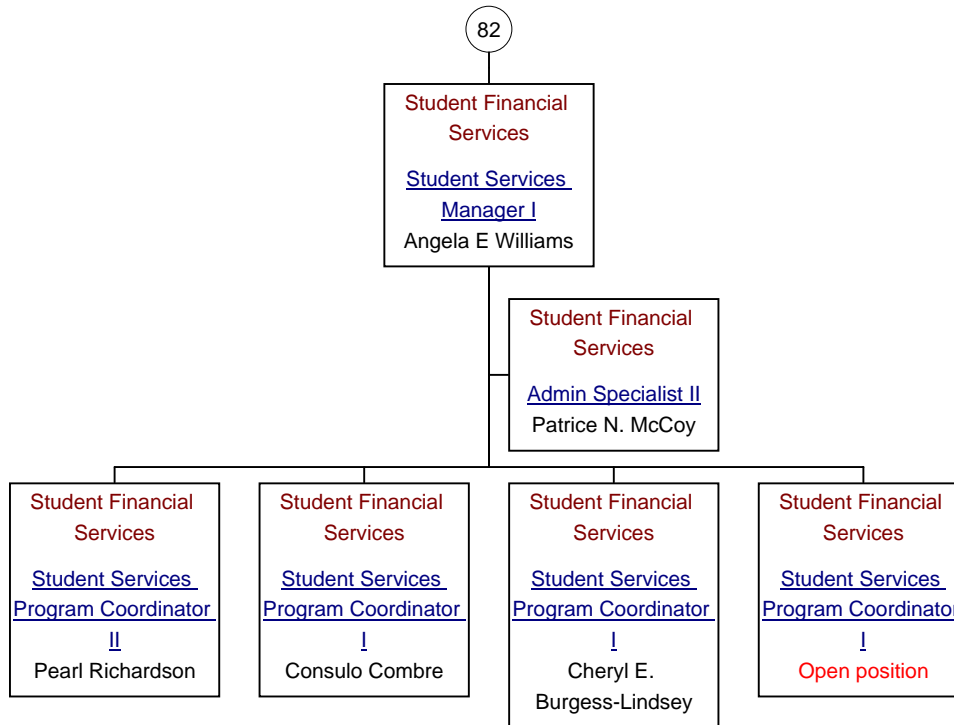 82
Student Financial
Services
Student Services
Manager I
Angela E Williams
Student Financial
Services
Admin Specialist II
Patrice N. McCoy
Student Financial
Services
Student Services
Program Coordinator
II
Pearl Richardson
Student Financial
Services
Student Services
Program Coordinator
I
Consulo Combre
Student Financial
Services
Student Services
Program Coordinator
I
Cheryl E.
Burgess-Lindsey
Student Financial
Services
Student Services
Program Coordinator
I
Open position